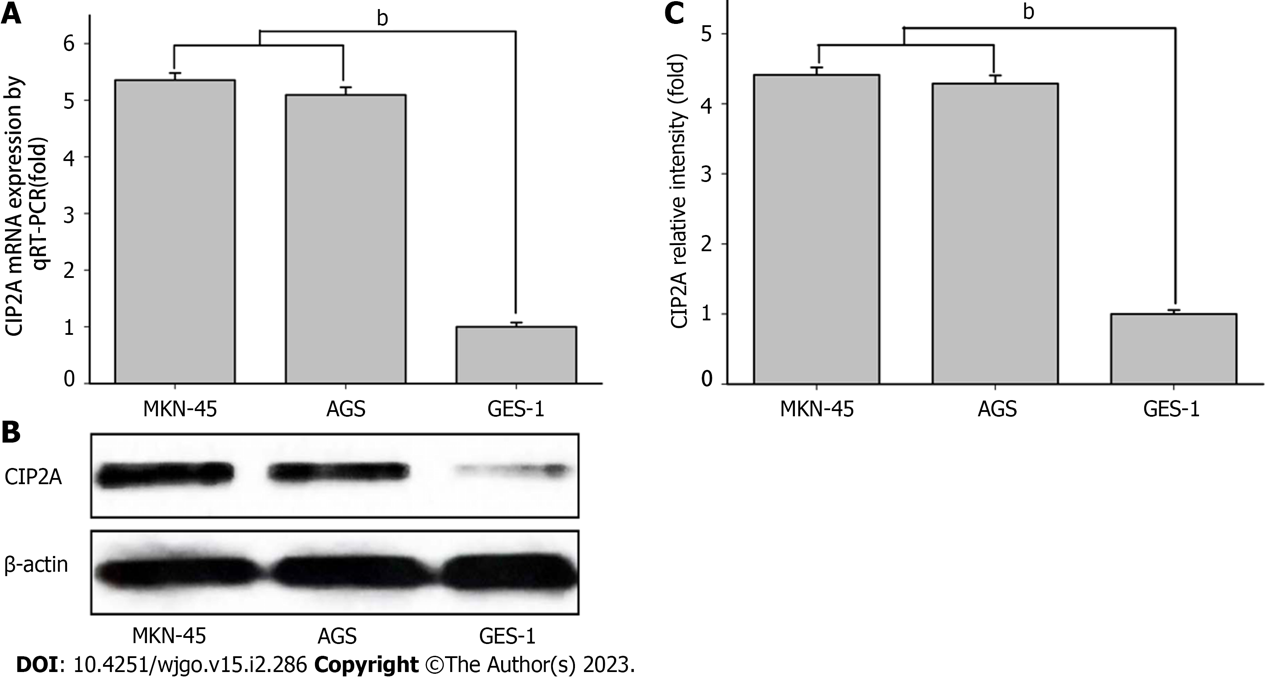 A
b
CIP2A mRNA expression by
qRT-PCR(fold)
6
5
4
3
2
1
0
MKN-45 AGS GES-1
C
b
CIP2A relative intensity (fold)
5
4
3
2
1
0
MKN-45 AGS GES-1
B
CIP2A
β-actin
MKN-45 AGS GES-1
DOI: 10.4251/wjgo.v15.i2.286 Copyright ©The Author(s) 2023.